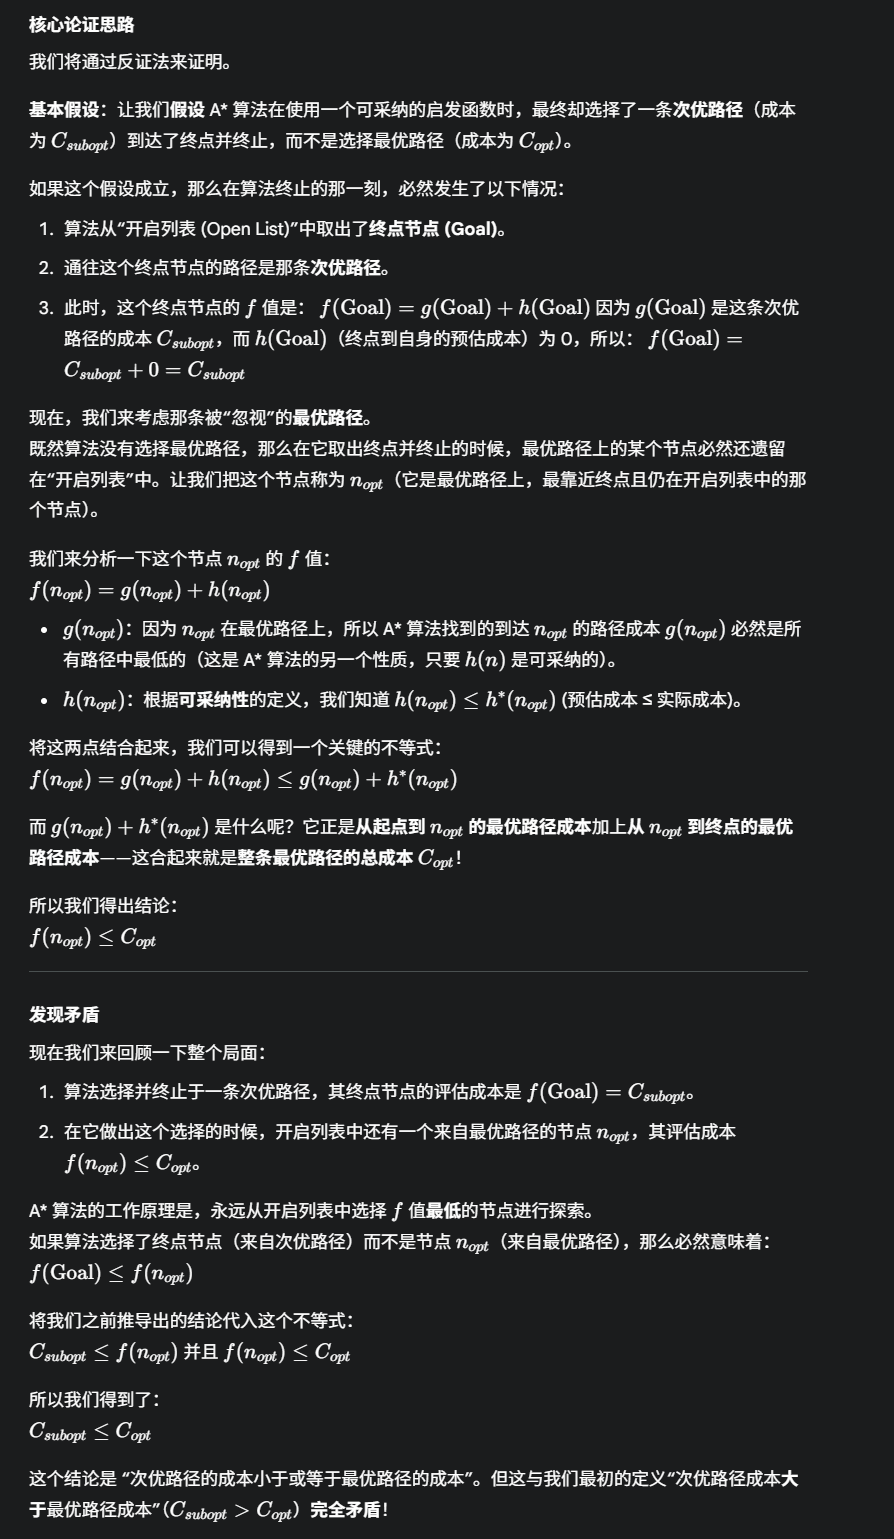 核心论证思路
我们将通过反证法来证明。
基本假设：让我们假设 A* 算法在使用一个可采纳的启发函数时，最终却选择了一条次优路径（成本
为 C_{subopt}）到达了终点并终止，而不是选择最优路径（成本为 C_{opt}）。
如果这个假设成立，那么在算法终止的那一刻，必然发生了以下情况：
1. 算法从“开启列表 (Open List)”中取出了终点节点 (Goal)。
2. 通往这个终点节点的路径是那条次优路径。
3. 此时，这个终点节点的 f 值是： f(Goal) = g(Goal) + h(Goal) 因为 g(Goal) 是这条次优
路径的成本 C_{subopt}，而 h(Goal)（终点到自身的预估成本）为 0，所以： f(Goal) =
C_{subopt} + 0 = C_{subopt}
现在，我们来考虑那条被“忽视”的最优路径。
既然算法没有选择最优路径，那么在它取出终点并终止的时候，最优路径上的某个节点必然还遗留
在“开启列表”中。让我们把这个节点称为 n_{opt}（它是最优路径上，最靠近终点且仍在开启列表中的那
个节点）。
我们来分析一下这个节点 n_{opt} 的 f 值：
f(n_{opt}) = g(n_{opt}) + h(n_{opt})
• g(n_{opt})：因为 n_{opt} 在最优路径上，所以 A* 算法找到的到达 n_{opt} 的路径成本 g(n_{opt}) 必然是所
有路径中最低的（这是 A* 算法的另一个性质，只要 h(n) 是可采纳的）。
• h(n_{opt})：根据可采纳性的定义，我们知道 h(n_{opt}) ≤ h*(n_{opt}) (预估成本 ≤ 实际成本)。
将这两点结合起来，我们可以得到一个关键的不等式：
f(n_{opt}) = g(n_{opt}) + h(n_{opt}) ≤ g(n_{opt}) + h*(n_{opt})
而 g(n_{opt}) + h*(n_{opt}) 是什么呢？它正是从起点到 n_{opt} 的最优路径成本加上从 n_{opt} 到终点的最优
路径成本——这合起来就是整条最优路径的总成本 C_{opt}！
所以我们得出结论：
f(n_{opt}) ≤ C_{opt}
发现矛盾
现在我们来回顾一下整个局面：
1. 算法选择并终止于一条次优路径，其终点节点的评估成本是 f(Goal) = C_{subopt}。
2. 在它做出这个选择的时候，开启列表中还有一个来自最优路径的节点 n_{opt}，其评估成本
f(n_{opt}) ≤ C_{opt}。
A* 算法的工作原理是，永远从开启列表中选择 f 值最低的节点进行探索。
如果算法选择了终点节点（来自次优路径）而不是节点 n_{opt}（来自最优路径），那么必然意味着：
f(Goal) ≤ f(n_{opt})
将我们之前推导出的结论代入这个不等式：
C_{subopt} ≤ f(n_{opt}) 并且 f(n_{opt}) ≤ C_{opt}
所以我们得到了：
C_{subopt} ≤ C_{opt}
这个结论是 “次优路径的成本小于或等于最优路径的成本”。但这与我们最初的定义“次优路径成本大
于最优路径成本”（C_{subopt} > C_{opt}）完全矛盾！